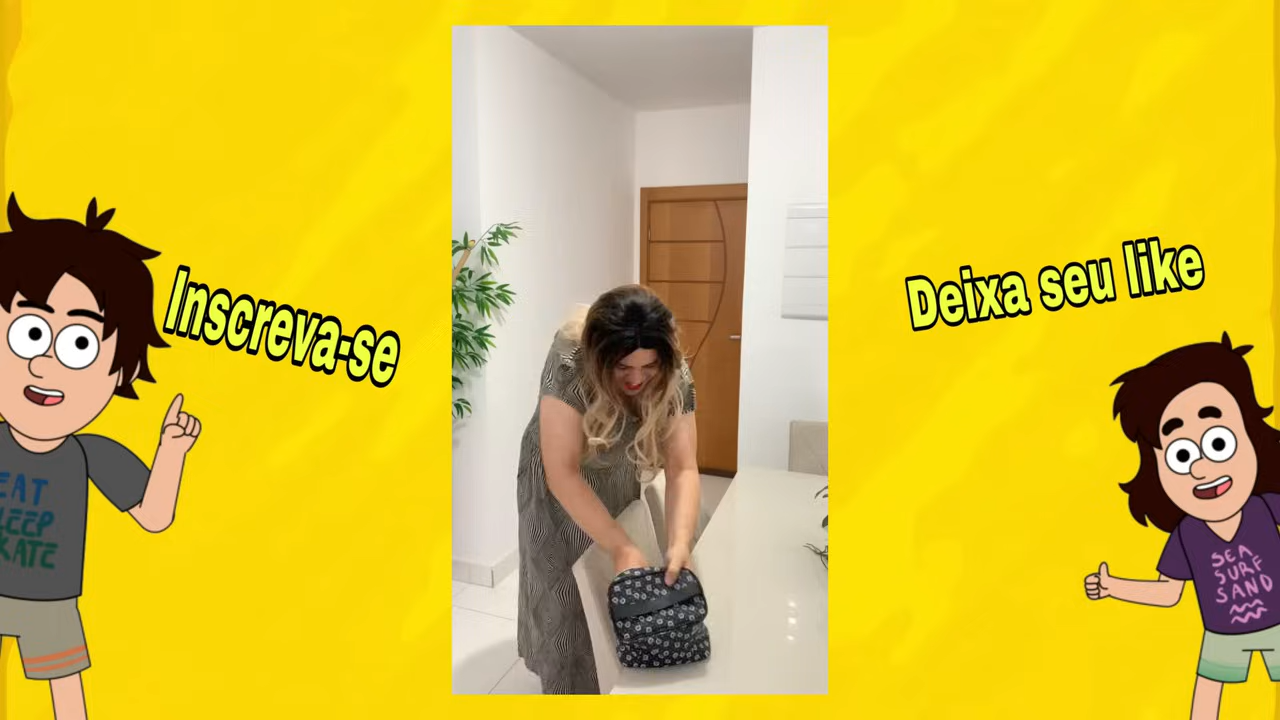 Inscreva-se
Deixa seu like
EAT
SLEEP
SKATE
SEA
SURF
SAND